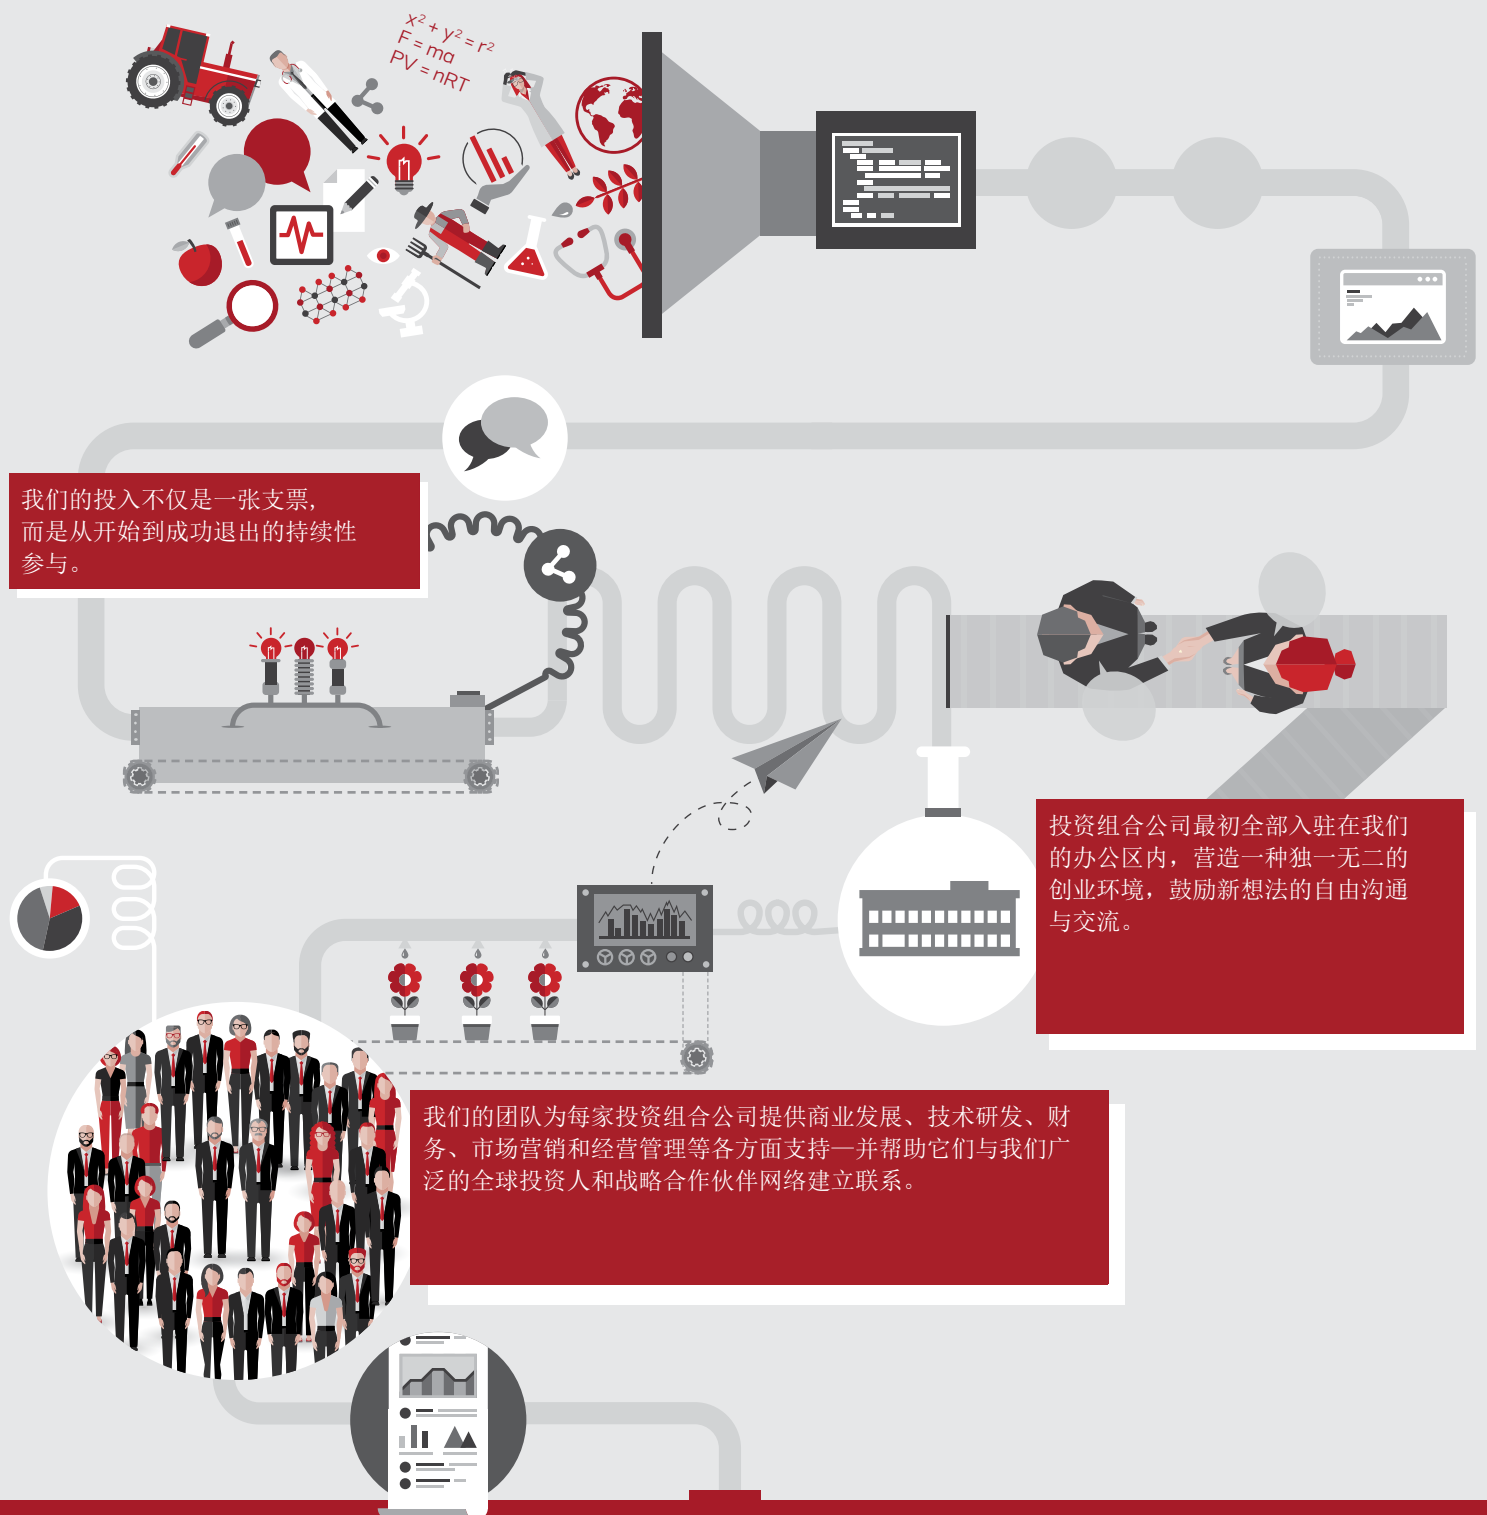 x² + y² = r²
F = ma
PV = nRT
我们的投入不仅是一张支票,
而是从开始到成功退出的持续性
参与。
投资组合公司最初全部入驻在我们
的办公区内，营造一种独一无二的
创业环境，鼓励新想法的自由沟通
与交流。
我们的团队为每家投资组合公司提供商业发展、技术研发、财
务、市场营销和经营管理等各方面支持—并帮助它们与我们广
泛的全球投资人和战略合作伙伴网络建立联系。